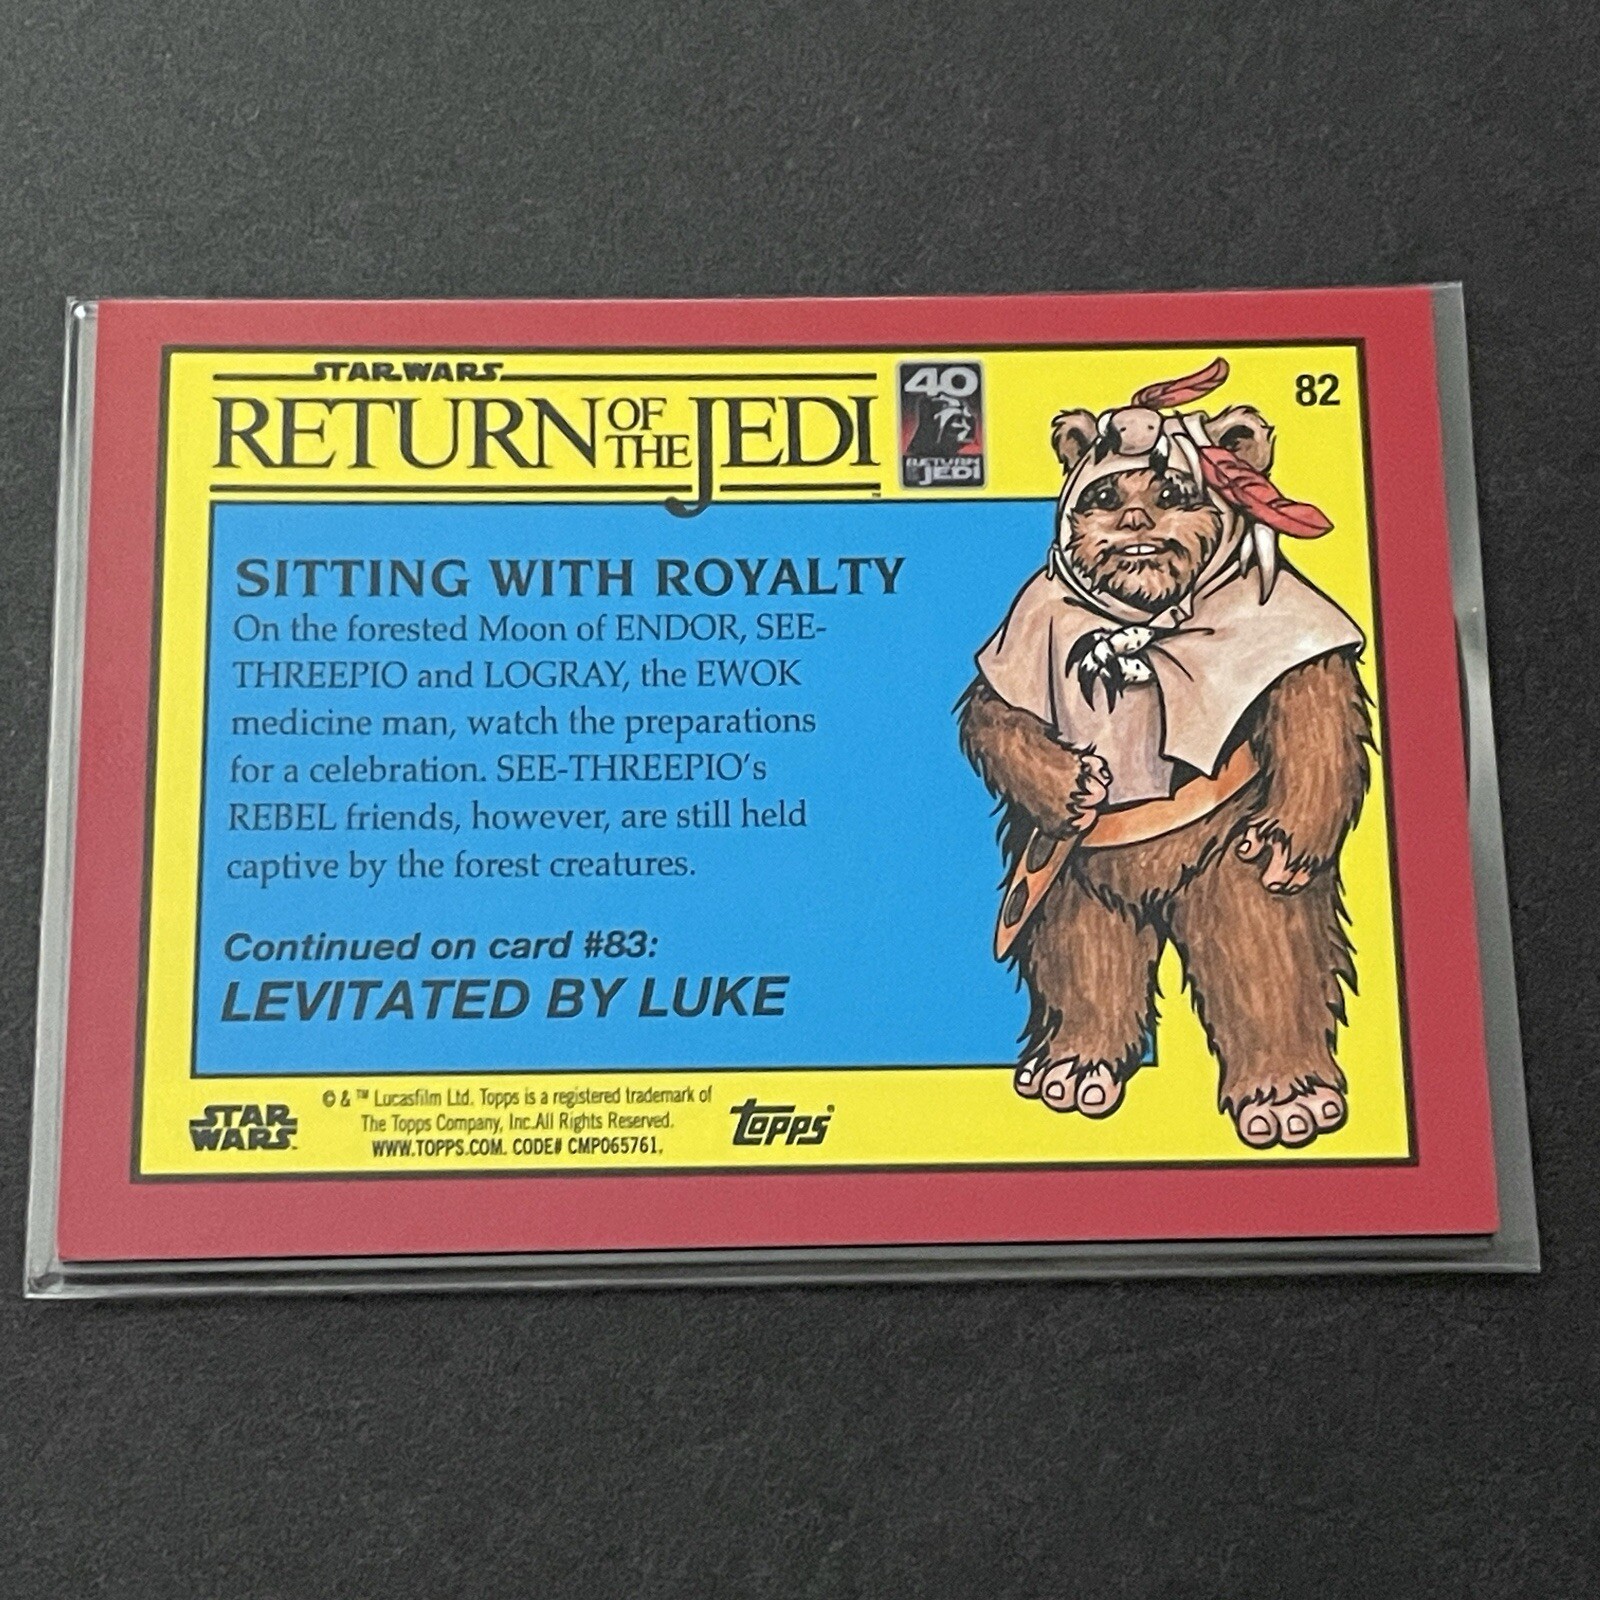 STAR WARS
RETURN OF THE JEDI
™
40
RETURN
JEDI
82
SITTING WITH ROYALTY
On the forested Moon of ENDOR, SEE-
THREEPIO and LOGRAY, the EWOK
medicine man, watch the preparations
for a celebration. SEE-THREEPIO's
REBEL friends, however, are still held
captive by the forest creatures.
Continued on card #83:
LEVITATED BY LUKE
STAR
WARS
© & ™ Lucasfilm Ltd. Topps is a registered trademark of
The Topps Company, Inc.All Rights Reserved.
WWW.TOPPS.COM. CODE# CMP065761.
topps®